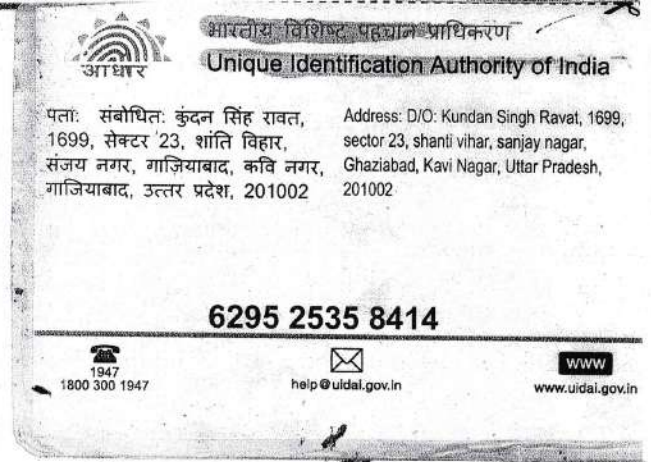 भारतीय विशिष्ट पहचान प्राधिकरण
आधार
Unique Identification Authority of India
पता: संबोधित: कुंदन सिंह रावत,
1699, सेक्टर 23, शांति विहार,
संजय नगर, गाज़ियाबाद, कवि नगर,
गाजियाबाद, उत्तर प्रदेश, 201002
Address: D/O: Kundan Singh Ravat, 1699,
sector 23, shanti vihar, sanjay nagar,
Ghaziabad, Kavi Nagar, Uttar Pradesh,
201002
6295 2535 8414
1947
1800 300 1947
help@uidai.gov.in
www
www.uidai.gov.in